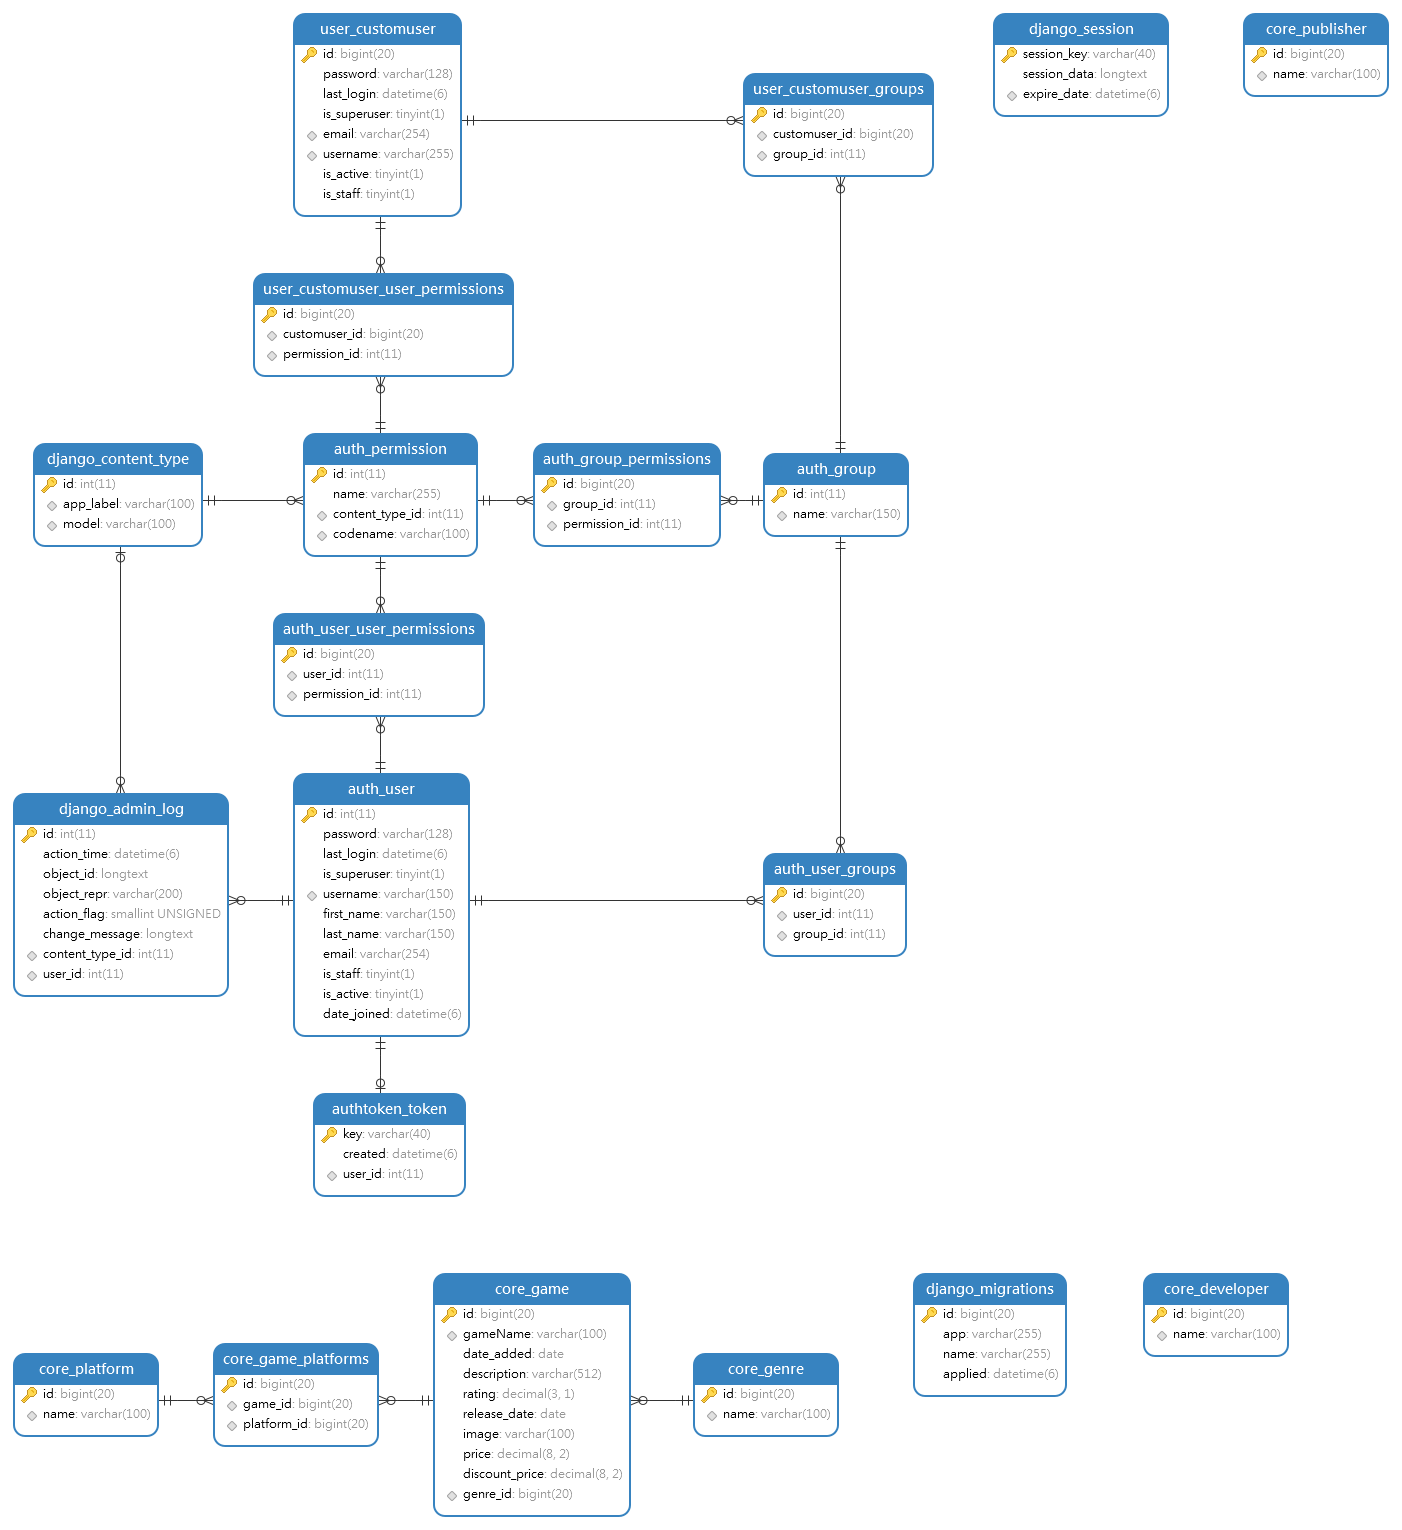 user_customuser
id: bigint(20)
password: varchar(128)
last_login: datetime(6)
is_superuser: tinyint(1)
email: varchar(254)
username: varchar(255)
is_active: tinyint(1)
is_staff: tinyint(1)
user_customuser_groups
id: bigint(20)
customuser_id: bigint(20)
group_id: int(11)
django_session
session_key: varchar(40)
session_data: longtext
expire_date: datetime(6)
core_publisher
id: bigint(20)
name: varchar(100)
user_customuser_user_permissions
id: bigint(20)
customuser_id: bigint(20)
permission_id: int(11)
django_content_type
id: int(11)
app_label: varchar(100)
model: varchar(100)
auth_permission
id: int(11)
name: varchar(255)
content_type_id: int(11)
codename: varchar(100)
auth_group_permissions
id: bigint(20)
group_id: int(11)
permission_id: int(11)
auth_group
id: int(11)
name: varchar(150)
auth_user_user_permissions
id: bigint(20)
user_id: int(11)
permission_id: int(11)
django_admin_log
id: int(11)
action_time: datetime(6)
object_id: longtext
object_repr: varchar(200)
action_flag: smallint UNSIGNED
change_message: longtext
content_type_id: int(11)
user_id: int(11)
auth_user
id: int(11)
password: varchar(128)
last_login: datetime(6)
is_superuser: tinyint(1)
username: varchar(150)
first_name: varchar(150)
last_name: varchar(150)
email: varchar(254)
is_staff: tinyint(1)
is_active: tinyint(1)
date_joined: datetime(6)
auth_user_groups
id: bigint(20)
user_id: int(11)
group_id: int(11)
authtoken_token
key: varchar(40)
created: datetime(6)
user_id: int(11)
core_platform
id: bigint(20)
name: varchar(100)
core_game_platforms
id: bigint(20)
game_id: bigint(20)
platform_id: bigint(20)
core_game
id: bigint(20)
gameName: varchar(100)
date_added: date
description: varchar(512)
rating: decimal(3, 1)
release_date: date
image: varchar(100)
price: decimal(8, 2)
discount_price: decimal(8, 2)
genre_id: bigint(20)
core_genre
id: bigint(20)
name: varchar(100)
django_migrations
id: bigint(20)
app: varchar(255)
name: varchar(255)
applied: datetime(6)
core_developer
id: bigint(20)
name: varchar(100)